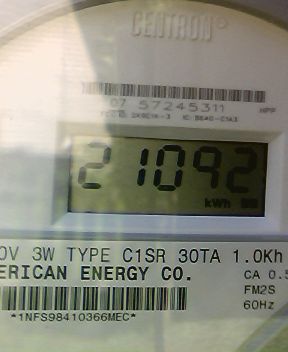 CENTRON®
07 57245311
21092
kWh
0V 3W TYPE C1SR 30TA 1.0Kh
ERICAN ENERGY CO.
CA 0.5
FM2S
60Hz
*1NFS98410366MEC*